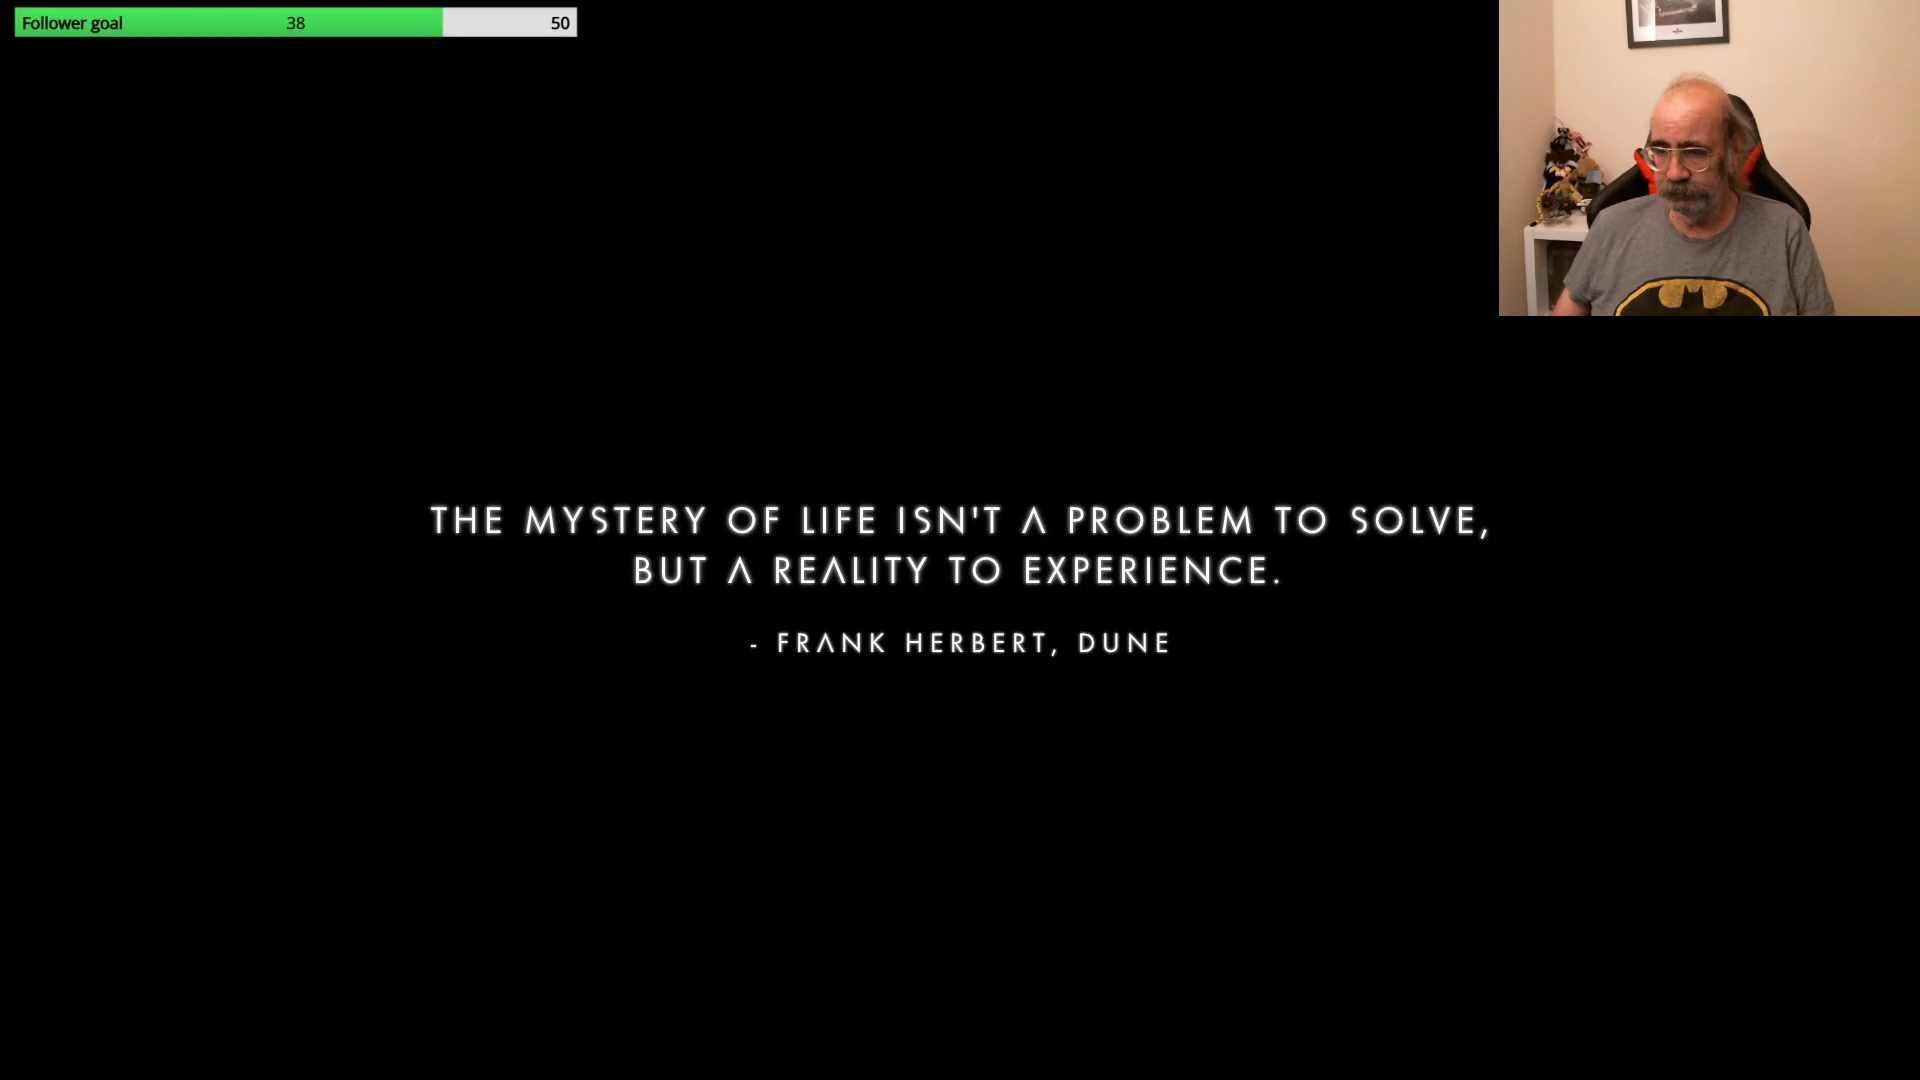 Follower goal 38 50
THE MYSTERY OF LIFE ISN'T A PROBLEM TO SOLVE,
BUT A REALITY TO EXPERIENCE.
- FRANK HERBERT, DUNE